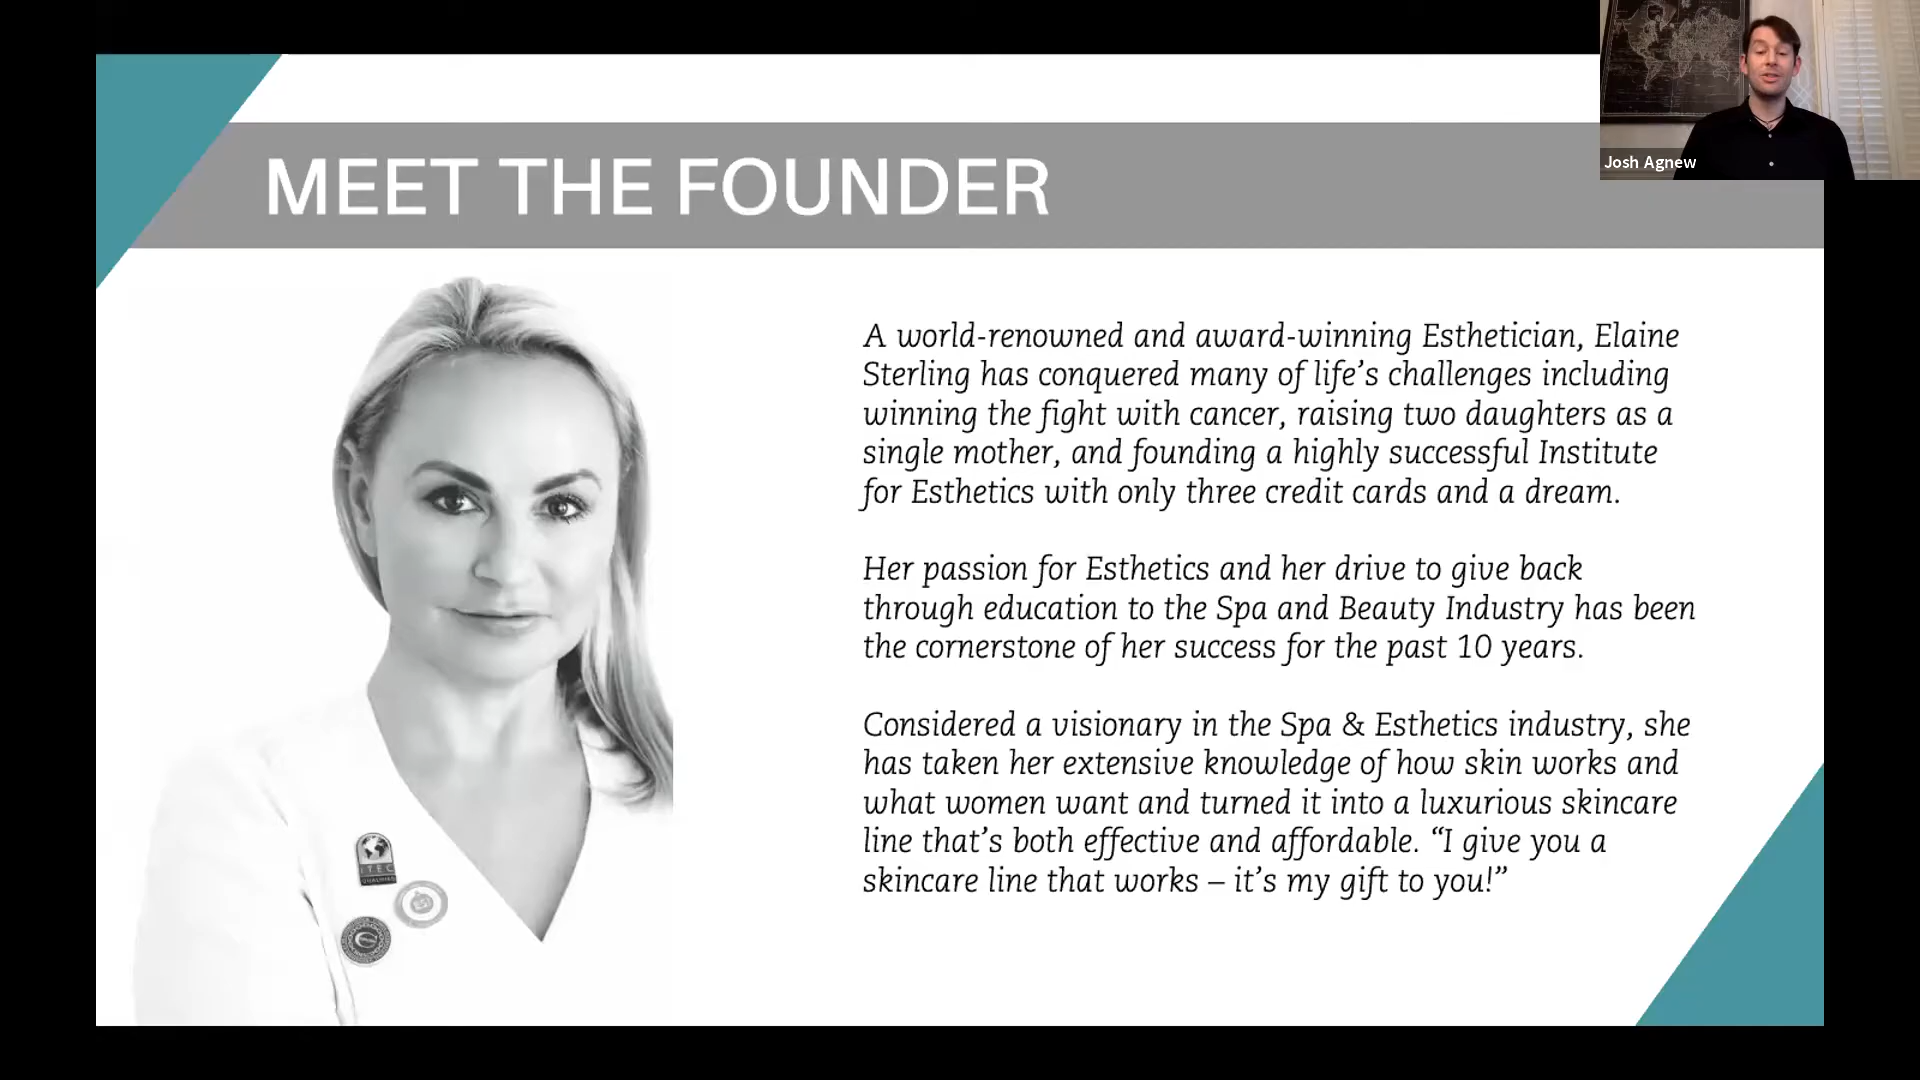 Josh Agnew
MEET THE FOUNDER
A world-renowned and award-winning Esthetician, Elaine
Sterling has conquered many of life’s challenges including
winning the fight with cancer, raising two daughters as a
single mother, and founding a highly successful Institute
for Esthetics with only three credit cards and a dream.
Her passion for Esthetics and her drive to give back
through education to the Spa and Beauty Industry has been
the cornerstone of her success for the past 10 years.
Considered a visionary in the Spa & Esthetics industry, she
has taken her extensive knowledge of how skin works and
what women want and turned it into a luxurious skincare
line that’s both effective and affordable. “I give you a
skincare line that works – it’s my gift to you!”
ITEC